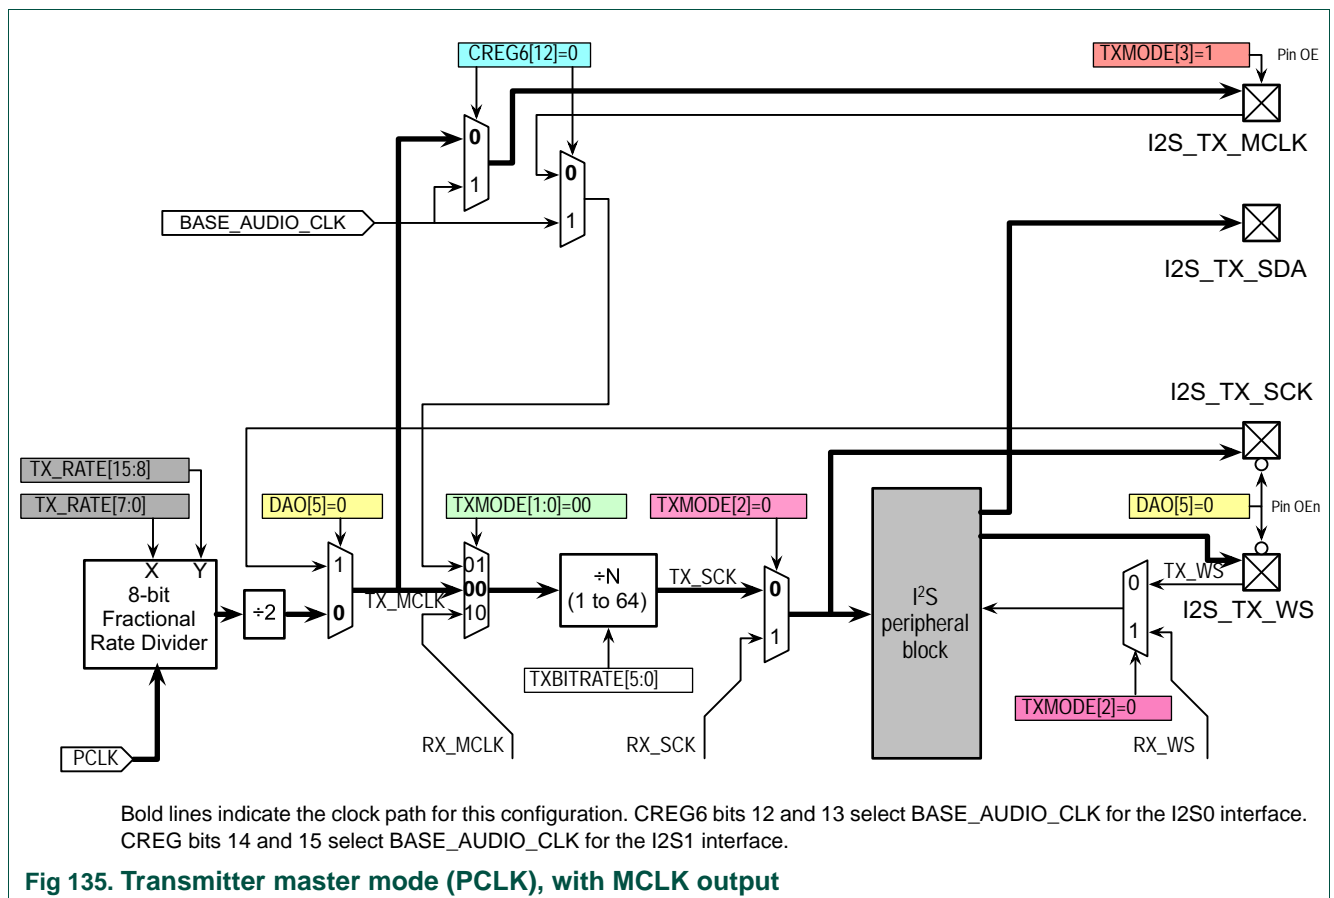 CREG6[12]=0
TXMODE[3]=1
Pin OE
0
1
I2S_TX_MCLK
0
1
BASE_AUDIO_CLK
I2S_TX_SDA
I2S_TX_SCK
TX_RATE[15:8]
TX_RATE[7:0]
DAO[5]=0
TXMODE[1:0]=00
TXMODE[2]=0
DAO[5]=0
Pin OEn
X Y
8-bit
Fractional
Rate Divider
÷2
1
0
TX_MCLK
01
00
10
÷N
(1 to 64)
TX_SCK
0
1
I²S
peripheral
block
0
1
TX_WS
I2S_TX_WS
TXBITRATE[5:0]
TXMODE[2]=0
PCLK
RX_MCLK
RX_SCK
RX_WS
Bold lines indicate the clock path for this configuration. CREG6 bits 12 and 13 select BASE_AUDIO_CLK for the I2S0 interface.
CREG bits 14 and 15 select BASE_AUDIO_CLK for the I2S1 interface.
Fig 135. Transmitter master mode (PCLK), with MCLK output